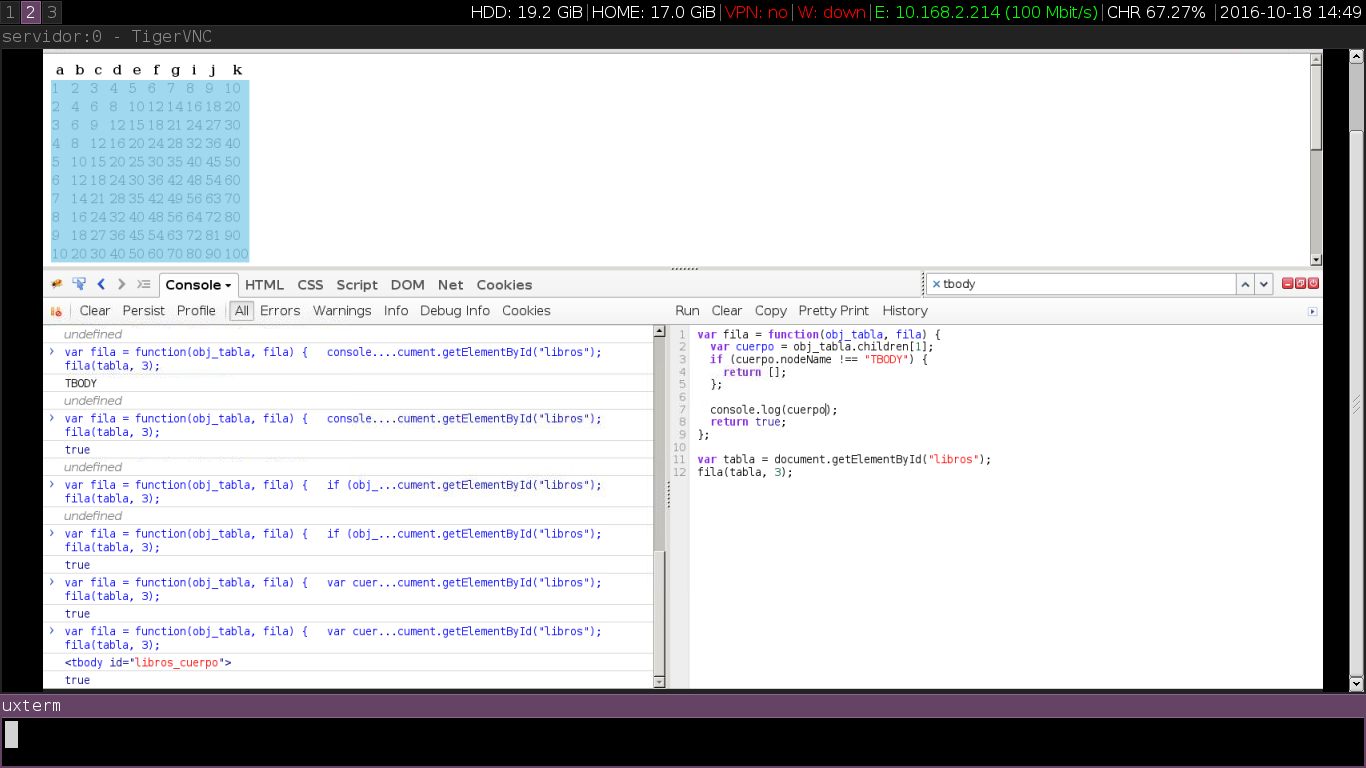 1 2 3 HDD: 19.2 GiB|HOME: 17.0 GiB|VPN: no|W: down|E: 10.168.2.214 (100 Mbit/s)|CHR 67.27% |2016-10-18 14:49
servidor:0 - TigerVNC
a b c d e f g i j k
1 2 3 4 5 6 7 8 9 10
2 4 6 8 10 12 14 16 18 20
3 6 9 12 15 18 21 24 27 30
4 8 12 16 20 24 28 32 36 40
5 10 15 20 25 30 35 40 45 50
6 12 18 24 30 36 42 48 54 60
7 14 21 28 35 42 49 56 63 70
8 16 24 32 40 48 56 64 72 80
9 18 27 36 45 54 63 72 81 90
10 20 30 40 50 60 70 80 90 100
Console HTML CSS Script DOM Net Cookies
tbody
Clear Persist Profile All Errors Warnings Info Debug Info Cookies
Run Clear Copy Pretty Print History
undefined
var fila = function(obj_tabla, fila) {   console....cument.getElementById("libros");
fila(tabla, 3);
TBODY
undefined
var fila = function(obj_tabla, fila) {   console....cument.getElementById("libros");
fila(tabla, 3);
true
undefined
var fila = function(obj_tabla, fila) {   if (obj_...cument.getElementById("libros");
fila(tabla, 3);
undefined
var fila = function(obj_tabla, fila) {   if (obj_...cument.getElementById("libros");
fila(tabla, 3);
true
var fila = function(obj_tabla, fila) {   var cuer...cument.getElementById("libros");
fila(tabla, 3);
true
var fila = function(obj_tabla, fila) {   var cuer...cument.getElementById("libros");
fila(tabla, 3);
<tbody id="libros_cuerpo">
true
1 var fila = function(obj_tabla, fila) {
2   var cuerpo = obj_tabla.children[1];
3   if (cuerpo.nodeName !== "TBODY") {
4     return [];
5   };
6
7   console.log(cuerpo);
8   return true;
9 };
10
11 var tabla = document.getElementById("libros");
12 fila(tabla, 3);
uxterm